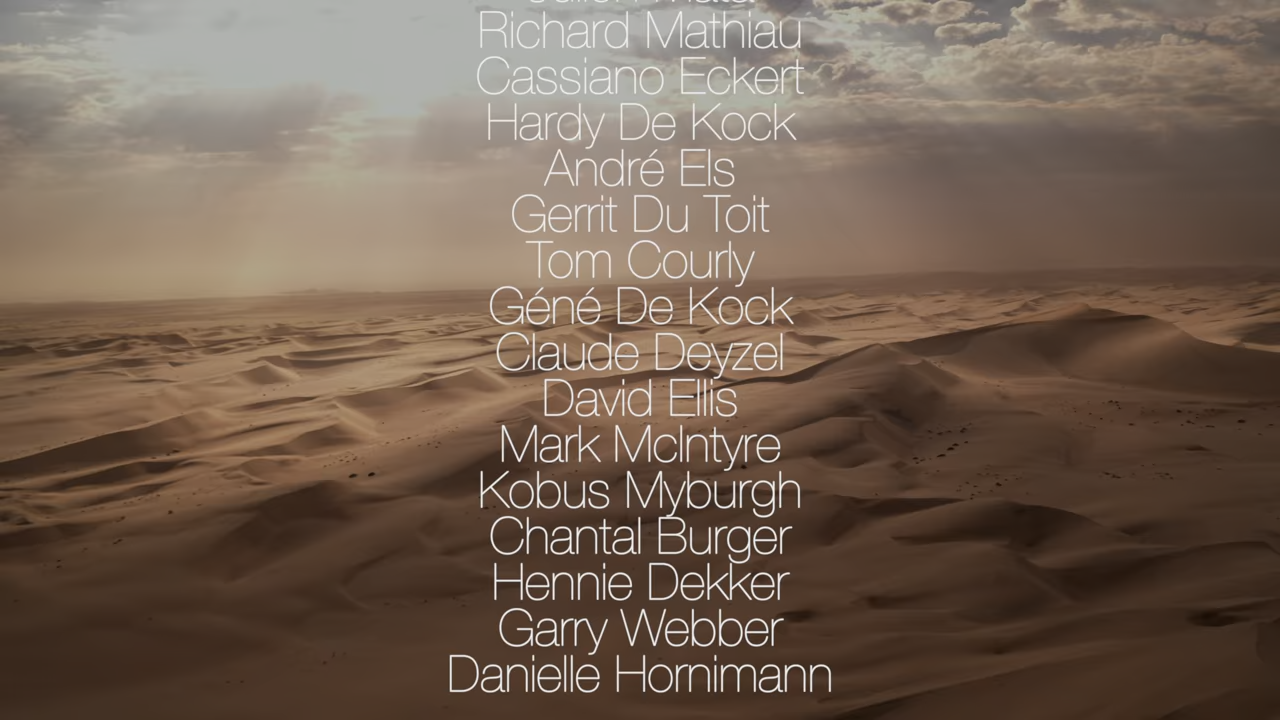 Richard Mathiau
Cassiano Eckert
Hardy De Kock
André Els
Gerrit Du Toit
Tom Courly
Géné De Kock
Claude Deyzel
David Ellis
Mark McIntyre
Kobus Myburgh
Chantal Burger
Hennie Dekker
Garry Webber
Danielle Hornimann